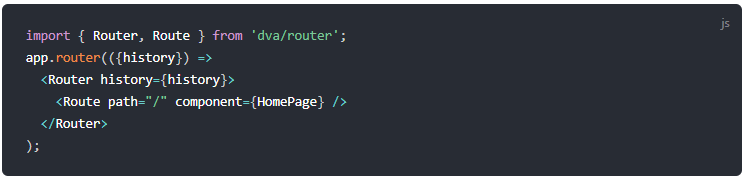 js
import { Router, Route } from 'dva/router';
app.router(({history}) =>
  <Router history={history}>
    <Route path="/" component={HomePage} />
  </Router>
);